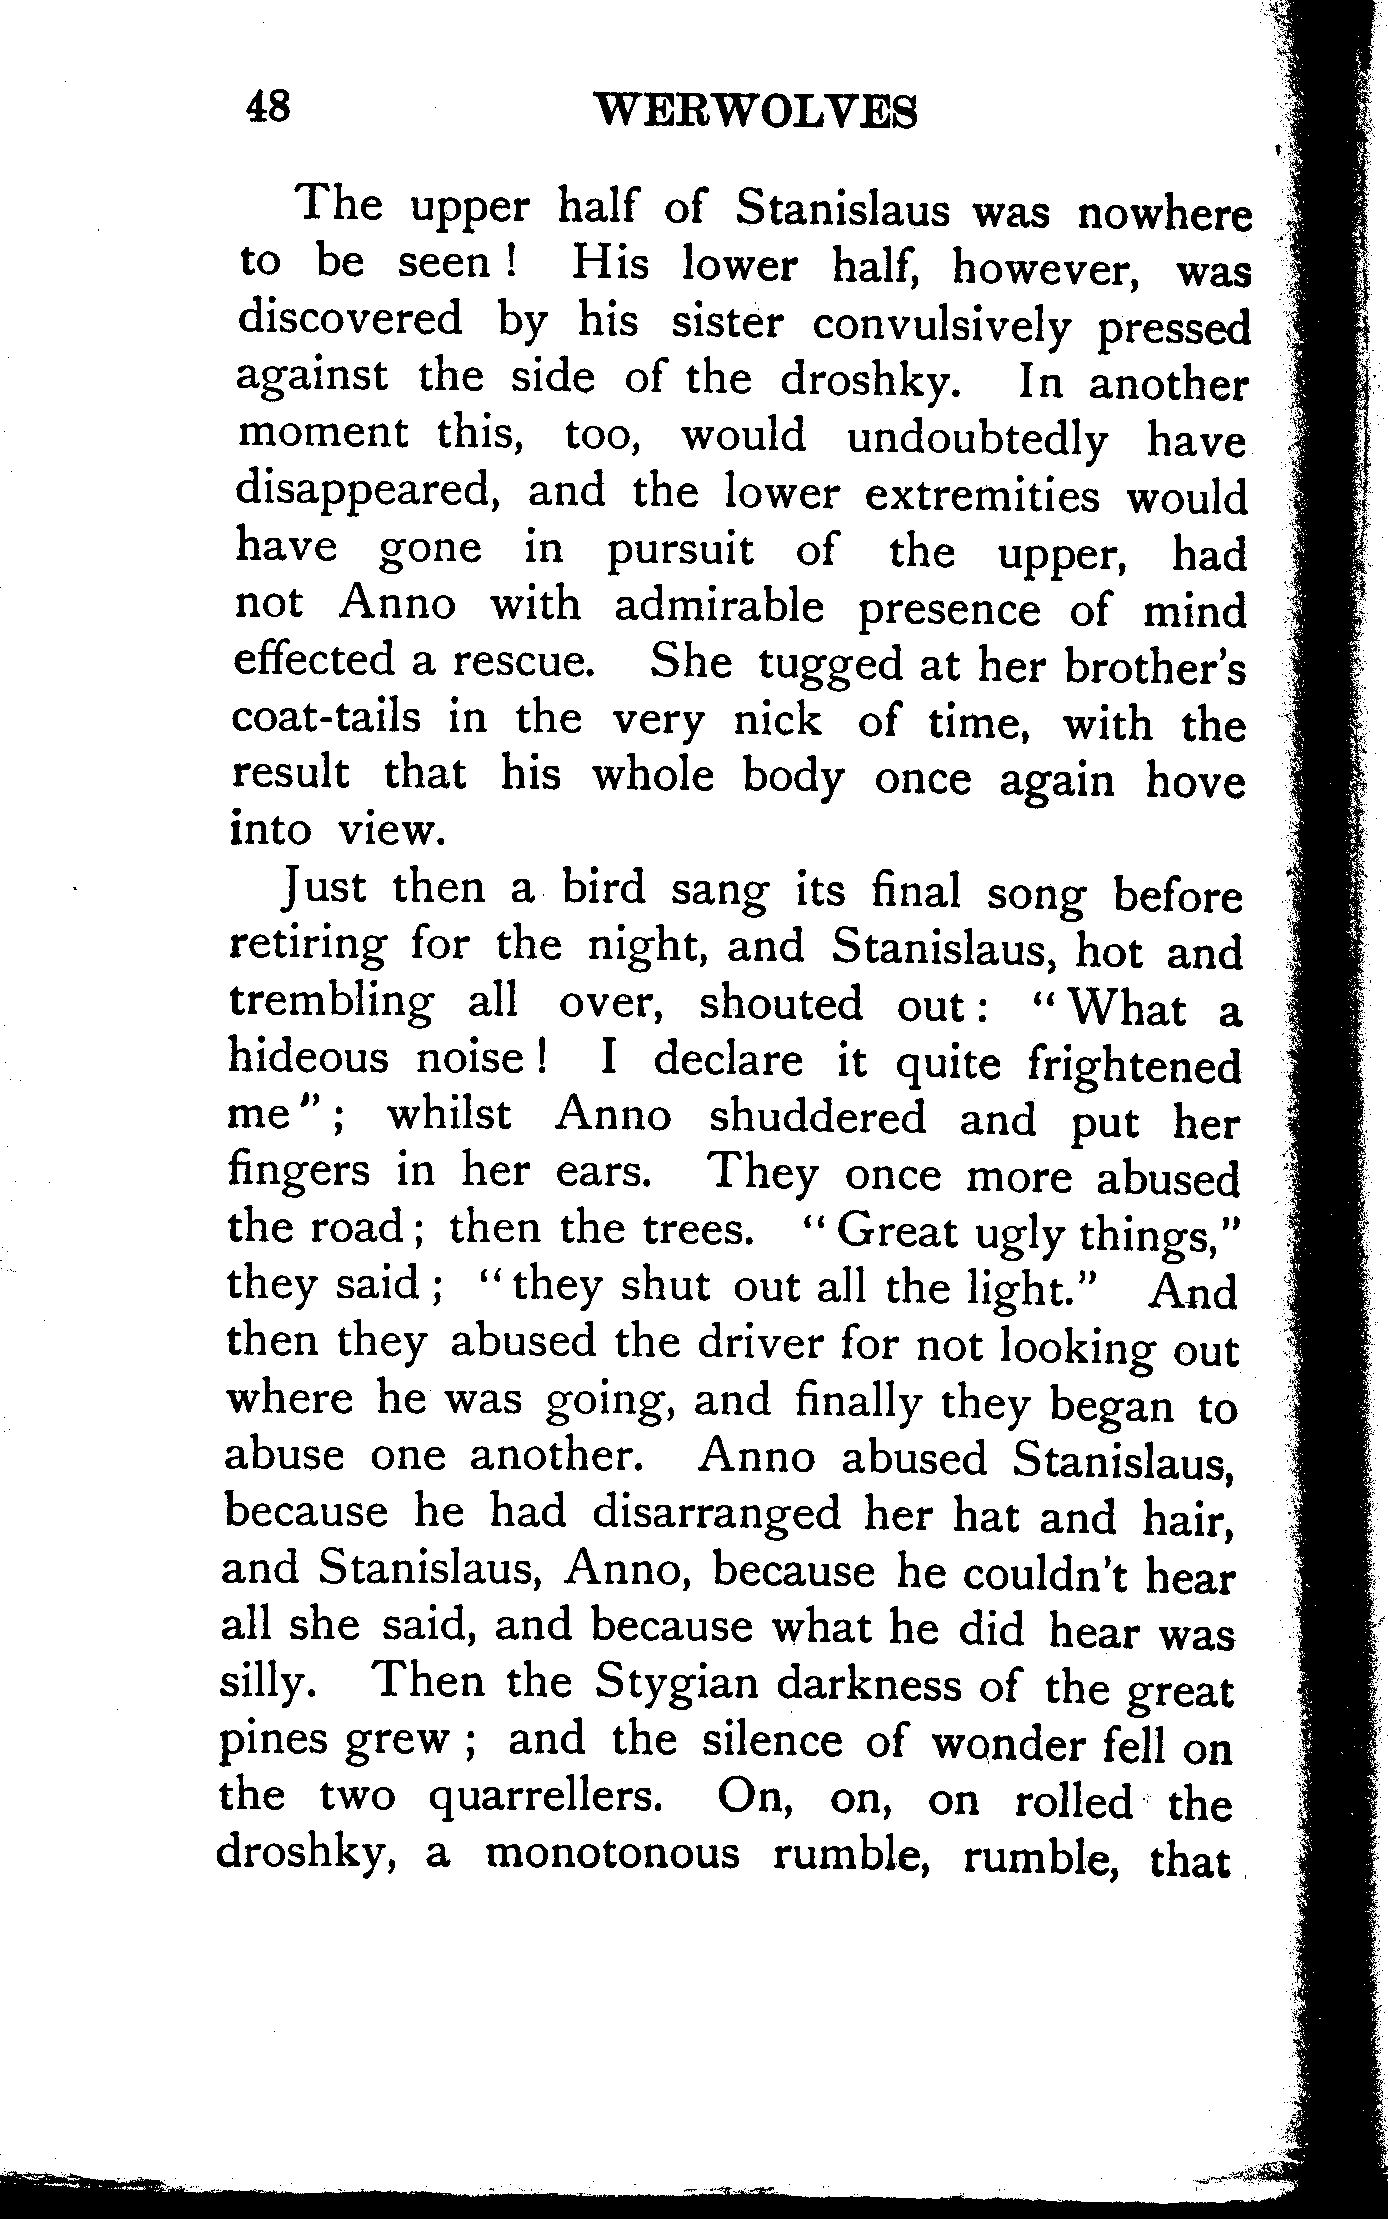 48 WERWOLVES
The upper half of Stanislaus was nowhere
to be seen ! His lower half, however, was
discovered by his sister convulsively pressed
against the side of the droshky. In another
moment this, too, would undoubtedly have
disappeared, and the lower extremities would
have gone in pursuit of the upper, had
not Anno with admirable presence of mind
effected a rescue. She tugged at her brother's
coat-tails in the very nick of time, with the
result that his whole body once again hove
into view.
Just then a bird sang its final song before
retiring for the night, and Stanislaus, hot and
trembling all over, shouted out : “ What a
hideous noise ! I declare it quite frightened
me ” ; whilst Anno shuddered and put her
fingers in her ears. They once more abused
the road ; then the trees. “ Great ugly things,”
they said ; “ they shut out all the light.” And
then they abused the driver for not looking out
where he was going, and finally they began to
abuse one another. Anno abused Stanislaus,
because he had disarranged her hat and hair,
and Stanislaus, Anno, because he couldn't hear
all she said, and because what he did hear was
silly. Then the Stygian darkness of the great
pines grew ; and the silence of wonder fell on
the two quarrellers. On, on, on rolled the
droshky, a monotonous rumble, rumble, that